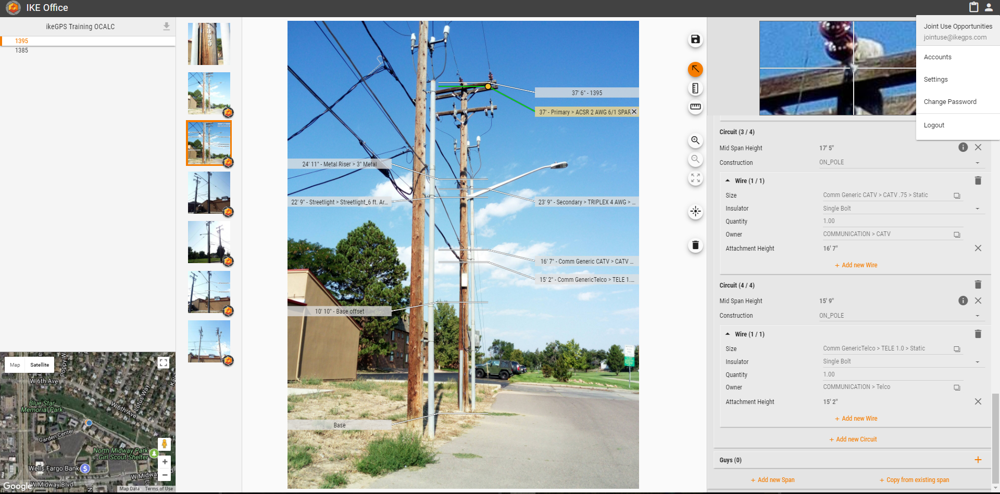 IKE Office
ikeGPS Training OCALC
1395
1385
1395
37' 6" - 1395
37' - Primary > ACSR 2 AWG 6/1 SPAR
24' 11" - Metal Riser > 3" Metal
22' 9" - Streetlight > Streetlight_6 ft. Ar...
23' 9" - Secondary > TRIPLEX 4 AWG > ...
16' 7" - Comm Generic CATV > CATV ...
15' 2" - Comm GenericTelco > TELE 1....
10' 10" - Base offset
Base
Joint Use Opportunities
jointuse@ikegps.com
Accounts
Settings
Change Password
Logout
Circuit (3 / 4)
Mid Span Height 17' 5"
Construction ON_POLE
Wire (1 / 1)
Size Comm Generic CATV > CATV .75 > Static
Insulator Single Bolt
Quantity 1.00
Owner COMMUNICATION > CATV
Attachment Height 16' 7"
+ Add new Wire
Circuit (4 / 4)
Mid Span Height 15' 9"
Construction ON_POLE
Wire (1 / 1)
Size Comm GenericTelco > TELE 1.0 > Static
Insulator Single Bolt
Quantity 1.00
Owner COMMUNICATION > Telco
Attachment Height 15' 2"
+ Add new Wire
+ Add new Circuit
Guys (0)
+ Add new Span + Copy from existing span
Map Satellite
Poppy W
W 6th Ave
Lotus Way
W 6th Ave
Blue Star
Memorial Park
Garden Center
North Midway Park
- Girl Scout Shelter
Wells Fargo Bank
W Midway
W Midway Blvd
Google
Map Data Terms of Use